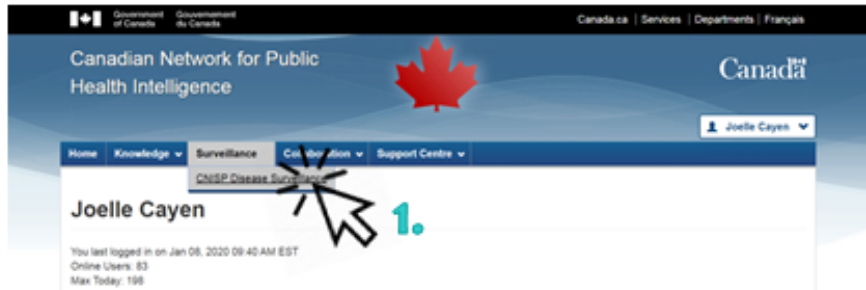 Government of Canada
Gouvernement du Canada
Canada.ca | Services | Departments | Français
Canadian Network for Public
Health Intelligence
Canada
Joelle Cayen
Home Knowledge Surveillance Collaboration Support Centre
CNISP Disease Surveillance
Joelle Cayen
1.
You last logged in on Jan 08, 2020 09:40 AM EST
Online Users: 83
Max Today: 198